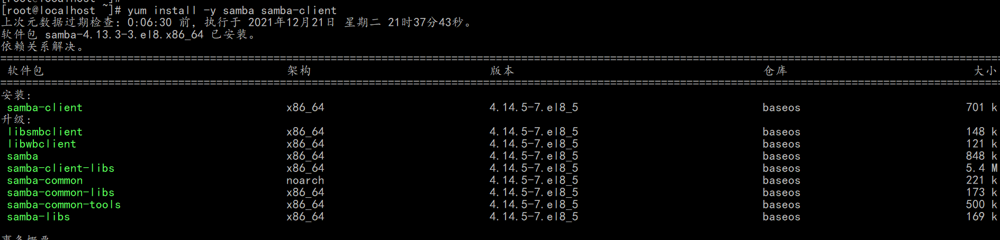 [root@localhost ~]#
[root@localhost ~]# yum install -y samba samba-client
上次元数据过期检查：0:06:30 前，执行于 2021年12月21日 星期二 21时37分43秒。
软件包 samba-4.13.3-3.el8.x86_64 已安装。
依赖关系解决。
================================================================================
软件包 架构 版本 仓库 大小
================================================================================
安装:
samba-client x86_64 4.14.5-7.el8_5 baseos 701 k
升级:
libsmbclient x86_64 4.14.5-7.el8_5 baseos 148 k
libwbclient x86_64 4.14.5-7.el8_5 baseos 121 k
samba x86_64 4.14.5-7.el8_5 baseos 848 k
samba-client-libs x86_64 4.14.5-7.el8_5 baseos 5.4 M
samba-common noarch 4.14.5-7.el8_5 baseos 221 k
samba-common-libs x86_64 4.14.5-7.el8_5 baseos 173 k
samba-common-tools x86_64 4.14.5-7.el8_5 baseos 500 k
samba-libs x86_64 4.14.5-7.el8_5 baseos 169 k
事务概要